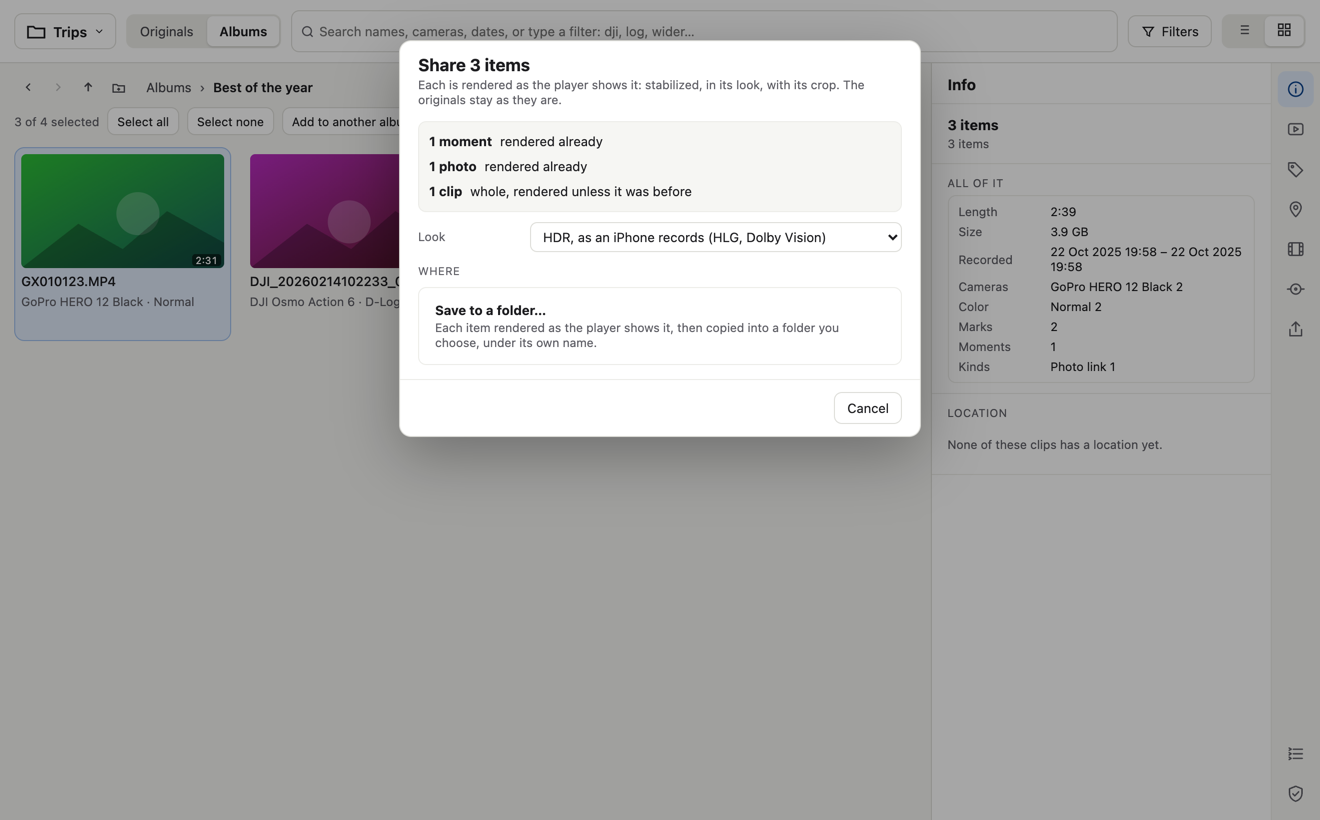 Trips
Originals
Albums
Search names, cameras, dates, or type a filter: dji, log, wider...
Filters
Albums › Best of the year
3 of 4 selected
Select all
Select none
Add to another
2:31
GX010123.MP4
GoPro HERO 12 Black · Normal
DJI_20260214102233_
DJI Osmo Action 6 · D-Log
Share 3 items
Each is rendered as the player shows it: stabilized, in its look, with its crop. The
originals stay as they are.
1 moment rendered already
1 photo rendered already
1 clip whole, rendered unless it was before
Look
HDR, as an iPhone records (HLG, Dolby Vision)
WHERE
Save to a folder...
Each item rendered as the player shows it, then copied into a folder you
choose, under its own name.
Cancel
Info
3 items
3 items
ALL OF IT
Length 2:39
Size 3.9 GB
Recorded 22 Oct 2025 19:58 – 22 Oct 2025
19:58
Cameras GoPro HERO 12 Black 2
Color Normal 2
Marks 2
Moments 1
Kinds Photo link 1
LOCATION
None of these clips has a location yet.